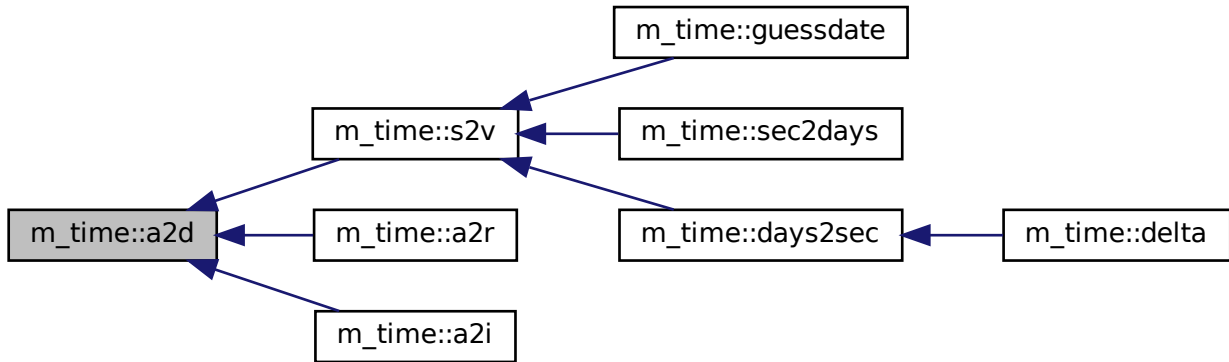 m_time::guessdate
m_time::s2v
m_time::sec2days
m_time::a2d
m_time::a2r
m_time::days2sec
m_time::delta
m_time::a2i